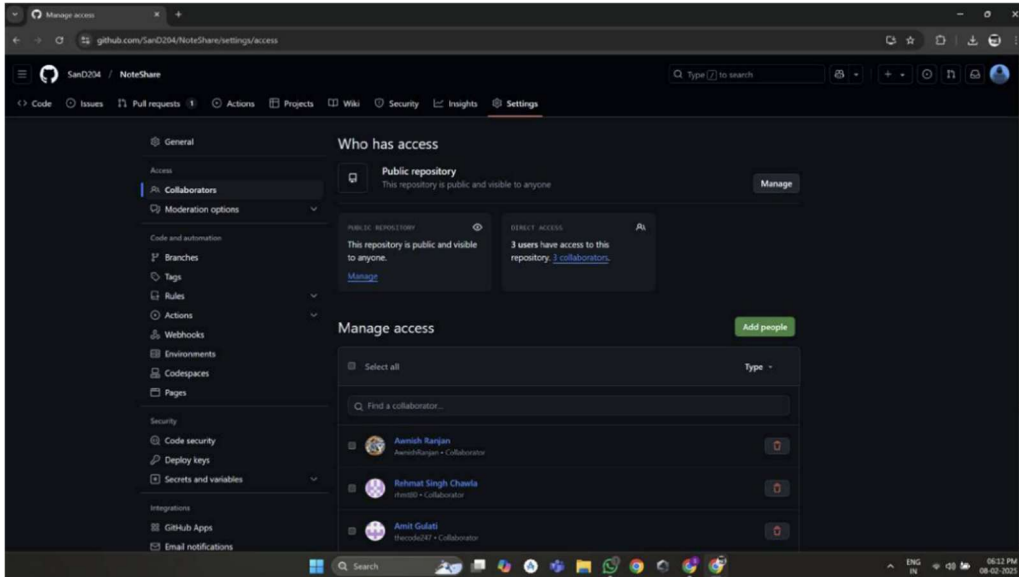 Manage access
github.com/SanD204/NoteShare/settings/access
SanD204 / NoteShare
Type / to search
Code Issues Pull requests 1 Actions Projects Wiki Security Insights Settings
General
Access
Collaborators
Moderation options
Code and automation
Branches
Tags
Rules
Actions
Webhooks
Environments
Codespaces
Pages
Security
Code security
Deploy keys
Secrets and variables
Integrations
GitHub Apps
Email notifications
Who has access
Public repository
This repository is public and visible to anyone
Manage
PUBLIC REPOSITORY
This repository is public and visible
to anyone.
Manage
DIRECT ACCESS
3 users have access to this
repository. 3 collaborators.
Manage access
Add people
Select all
Type
Find a collaborator...
Awnish Ranjan
AwnishRanjan • Collaborator
Rehmat Singh Chawla
rhmt80 • Collaborator
Amit Gulati
thecode247 • Collaborator
Search
ENG
IN
06:12 PM
08-02-2025